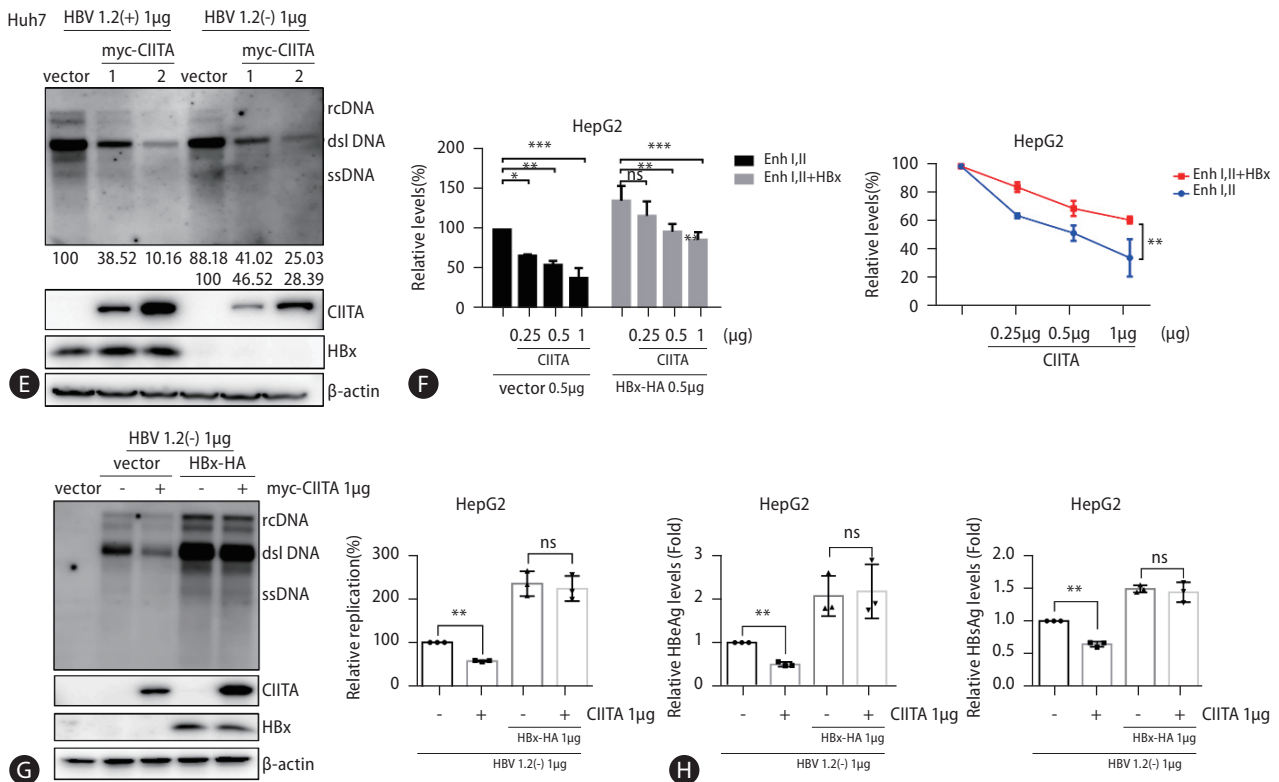 Huh7
HBV 1.2(+) 1µg HBV 1.2(-) 1µg
myc-CIITA myc-CIITA
vector 1 2 vector 1 2
rcDNA
dsl DNA
ssDNA
100 38.52 10.16 88.18 41.02 25.03
100 46.52 28.39
CIITA
HBx
β-actin
E
HepG2
Relative levels(%)
200
150
100
50
0
*** ***
** **
* ns
**
Enh I,II
Enh I,II+HBx
0.25 0.5 1 0.25 0.5 1 (µg)
CIITA CIITA
vector 0.5µg HBx-HA 0.5µg
F
HepG2
Relative levels(%)
100
80
60
40
20
40
0
Enh I,II+HBx
Enh I,II
**
0.25µg 0.5µg 1µg (µg)
CIITA
HBV 1.2(-) 1µg
vector HBx-HA
vector - + - + myc-CIITA 1µg
rcDNA
dsl DNA
ssDNA
CIITA
HBx
β-actin
G
HepG2
Relative replication(%)
300
200
100
50
0
** ns
- + - + CIITA 1µg
HBx-HA 1µg
HBV 1.2(-) 1µg
HepG2
Relative HBeAg levels (Fold)
4
3
2
1
0
** ns
- + - + CIITA 1µg
HBx-HA 1µg
HBV 1.2(-) 1µg
H
HepG2
Relative HBsAg levels (Fold)
2.0
1.5
1.0
0.5
0.0
** ns
- + - + CIITA 1µg
HBx-HA 1µg
HBV 1.2(-) 1µg